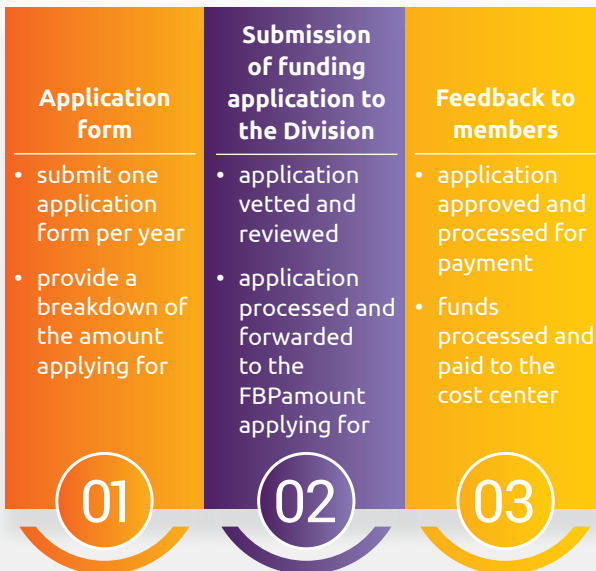 Application
form
• submit one
application
form per year
• provide a
breakdown of
the amount
applying for
01
Submission
of funding
application to
the Division
• application
vetted and
reviewed
• application
processed and
forwarded
to the
FBPamount
applying for
02
Feedback to
members
• application
approved and
processed for
payment
• funds
processed and
paid to the
cost center
03